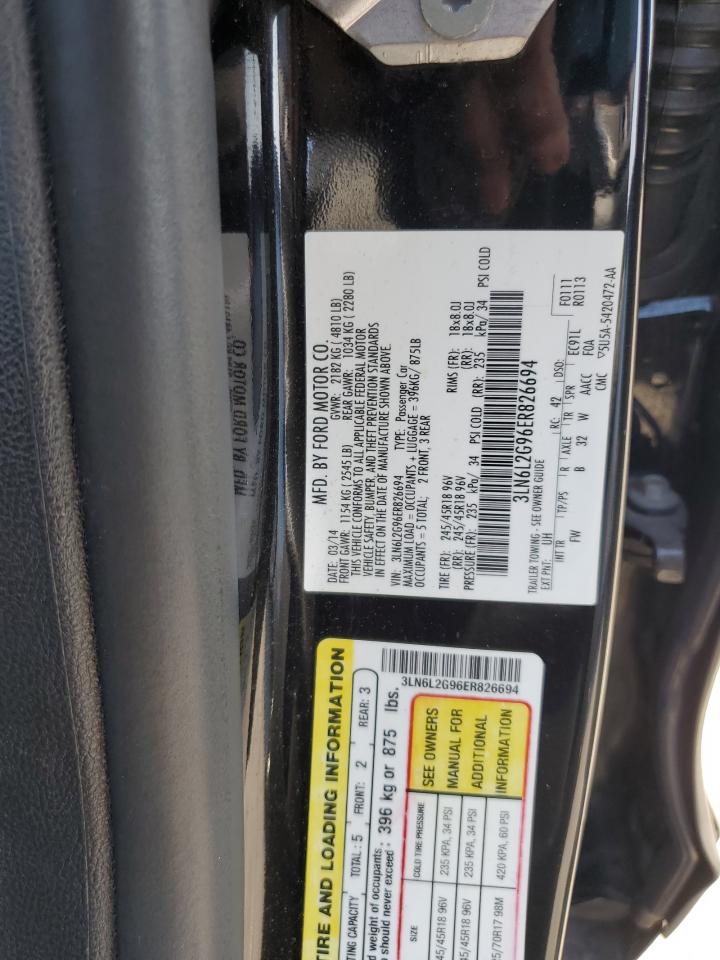 MFD. BY FORD MOTOR CO.
DATE: 03/14 GVWR: 2182 KG ( 4810 LB)
FRONT GAWR: 1154 KG ( 2545 LB) REAR GAWR: 1034 KG ( 2280 LB)
THIS VEHICLE CONFORMS TO ALL APPLICABLE FEDERAL MOTOR
VEHICLE SAFETY, BUMPER, AND THEFT PREVENTION STANDARDS
IN EFFECT ON THE DATE OF MANUFACTURE SHOWN ABOVE.
VIN: 3LN6L2G96ER826694 TYPE: Passenger Car
MAXIMUM LOAD = OCCUPANTS + LUGGAGE = 396KG/ 875LB
OCCUPANTS = 5 TOTAL: 2 FRONT, 3 REAR
TIRE (FR): 245/45R18 96V RIMS (FR): 18x8.0J
(RR): 245/45R18 96V (RR): 18x8.0J
PRESSURE (FR): 235 kPa/ 34 PSI COLD (RR): 235 kPa/ 34 PSI COLD
3LN6L2G96ER826694
TRAILER TOWING - SEE OWNER GUIDE F0111
EXT PNT: UH RC: 42 DSO: R0113
INT TR TP/PS R AXLE TR SPR EC91L
FW B 32 W AACC F0A
CMC ▽5U5A-5420472-AA
TIRE AND LOADING INFORMATION
TING CAPACITY TOTAL : 5 FRONT: 2 REAR: 3
d weight of occupants
should never exceed : 396 kg or 875 lbs.
3LN6L2G96ER826694
SIZE COLD TIRE PRESSURE SEE OWNERS
45/45R18 96V 235 KPA, 34 PSI MANUAL FOR
45/45R18 96V 235 KPA, 34 PSI ADDITIONAL
5/70R17 98M 420 KPA, 60 PSI INFORMATION